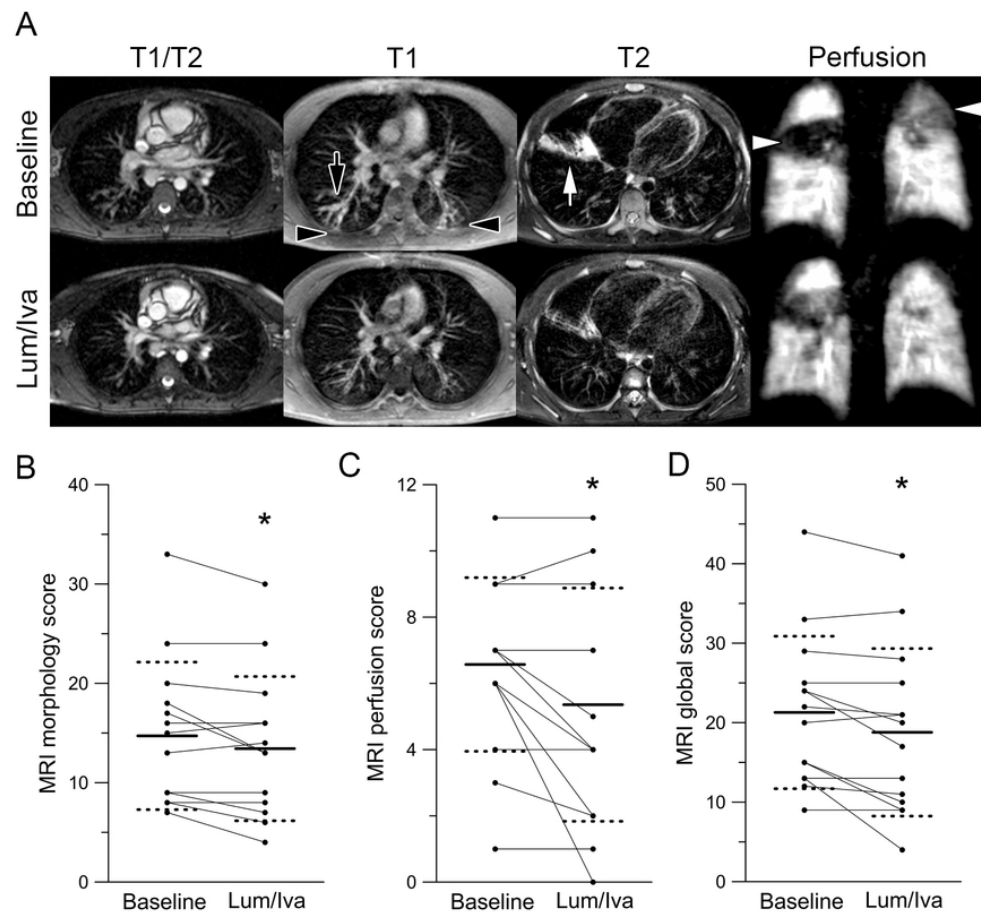 A
T1/T2 T1 T2 Perfusion
Baseline
Lum/Iva
B
MRI morphology score
40
30
20
10
0
*
Baseline Lum/Iva
C
MRI perfusion score
12
8
4
0
*
Baseline Lum/Iva
D
MRI global score
50
40
30
20
10
0
*
Baseline Lum/Iva